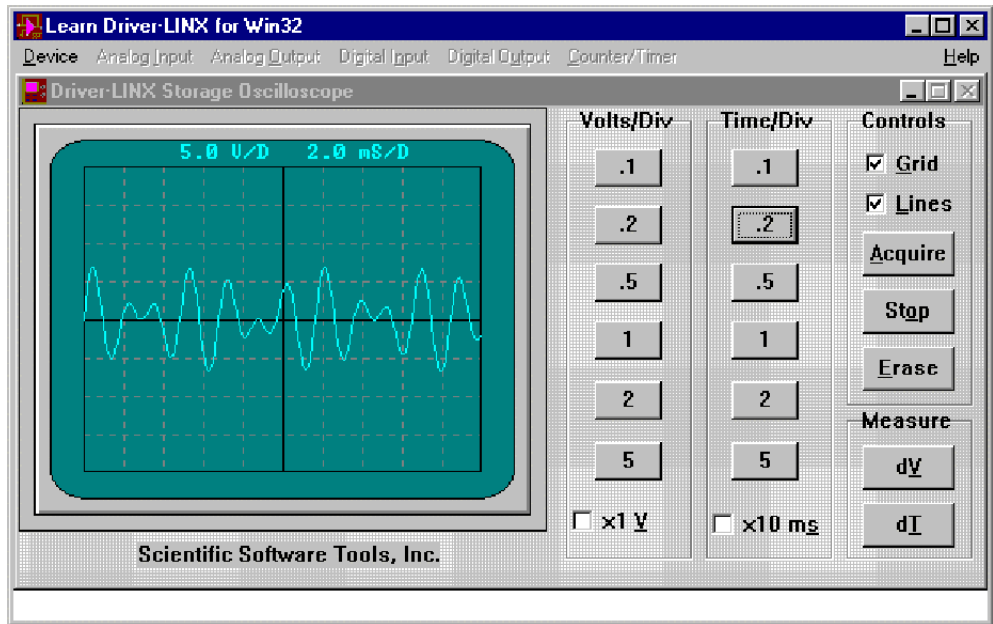 Learn Driver·LINX for Win32
Device Analog Input Analog Output Digital Input Digital Output Counter/Timer Help
Driver·LINX Storage Oscilloscope
5.0 V/D 2.0 mS/D
Volts/Div
.1
.2
.5
1
2
5
x1 V
Time/Div
.1
.2
.5
1
2
5
x10 ms
Controls
Grid
Lines
Acquire
Stop
Erase
Measure
dV
dT
Scientific Software Tools, Inc.